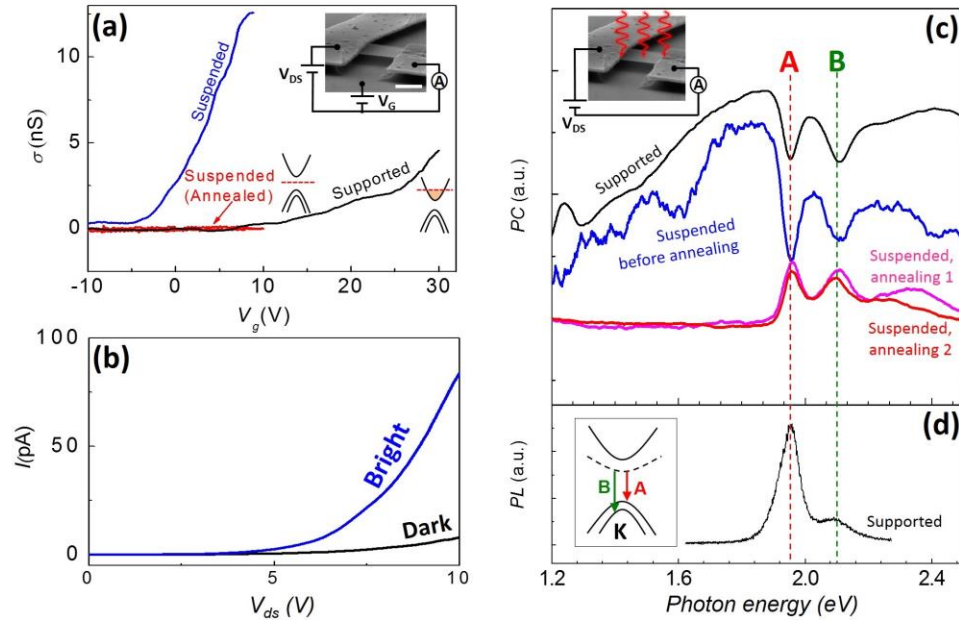 (a)
10
5
0
σ (nS)
-10
0
10
20
30
V_g (V)
Suspended
Suspended
(Annealed)
Supported
V_DS
V_G
A
(b)
100
50
0
I(pA)
0
5
10
V_ds (V)
Bright
Dark
(c)
V_DS
A
A
B
PC (a.u.)
Supported
Suspended
before annealing
Suspended,
annealing 1
Suspended,
annealing 2
(d)
PL (a.u.)
B
A
K
Supported
1.2
1.6
2.0
2.4
Photon energy (eV)